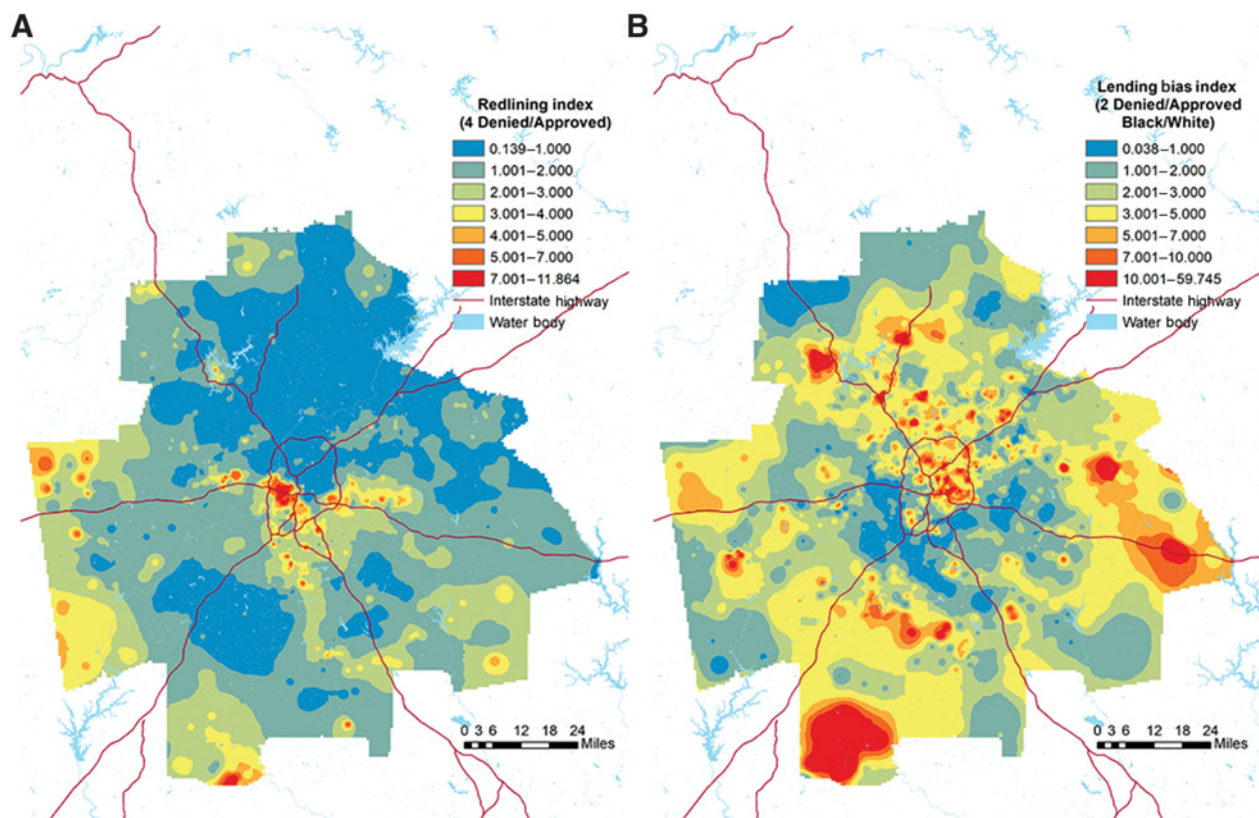 A
Redlining index
(4 Denied/Approved)
0.139–1.000
1.001–2.000
2.001–3.000
3.001–4.000
4.001–5.000
5.001–7.000
7.001–11.864
Interstate highway
Water body
0 3 6 12 18 24
Miles
B
Lending bias index
(2 Denied/Approved
Black/White)
0.038–1.000
1.001–2.000
2.001–3.000
3.001–5.000
5.001–7.000
7.001–10.000
10.001–59.745
Interstate highway
Water body
0 3 6 12 18 24
Miles